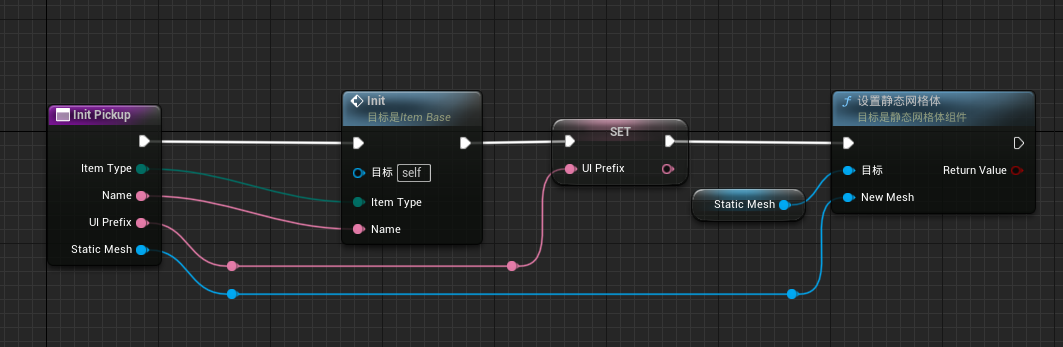 Init Pickup
Item Type
Name
UI Prefix
Static Mesh
Init
目标是Item Base
目标 self
Item Type
Name
SET
UI Prefix
Static Mesh
f 设置静态网格体
目标是静态网格体组件
目标 Return Value
New Mesh